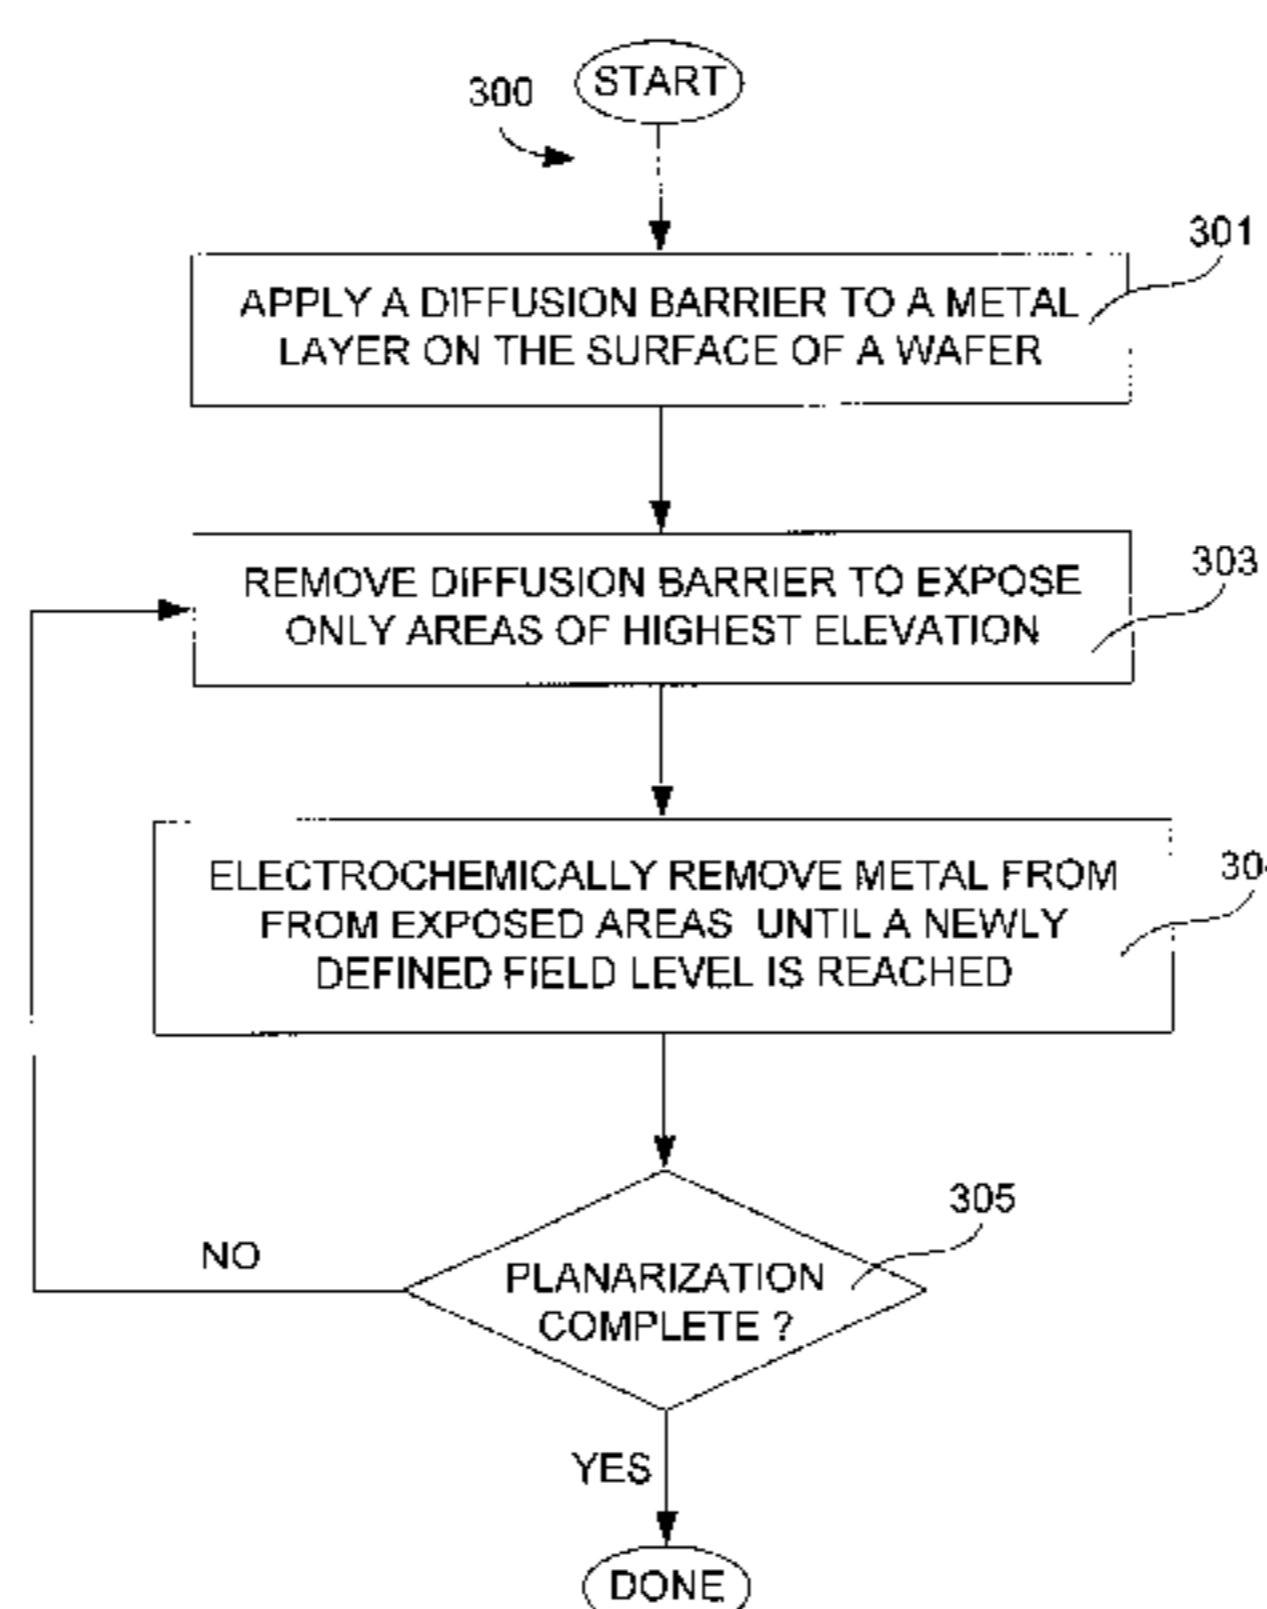 START
300
301
APPLY A DIFFUSION BARRIER TO A METAL
LAYER ON THE SURFACE OF A WAFER
303
REMOVE DIFFUSION BARRIER TO EXPOSE
ONLY AREAS OF HIGHEST ELEVATION
ELECTROCHEMICALLY REMOVE METAL FROM
FROM EXPOSED AREAS UNTIL A NEWLY
DEFINED FIELD LEVEL IS REACHED
304
305
NO
PLANARIZATION
COMPLETE ?
YES
DONE